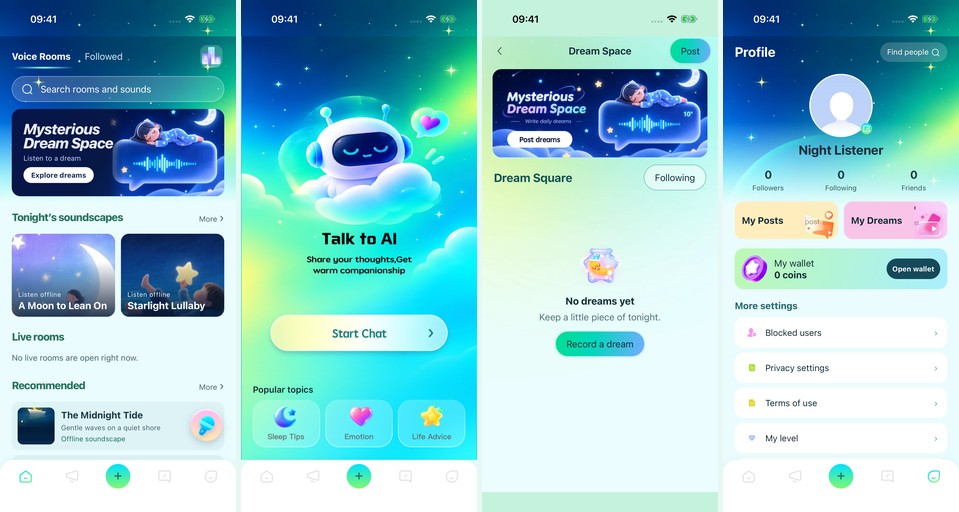 09:41
Voice Rooms
Followed
Search rooms and sounds
Mysterious
Dream Space
Listen to a dream
Explore dreams
Tonight's soundscapes
More
Listen offline
A Moon to Lean On
Listen offline
Starlight Lullaby
Live rooms
No live rooms are open right now.
Recommended
More
The Midnight Tide
Gentle waves on a quiet shore
Offline soundscape
09:41
Talk to AI
Share your thoughts,Get
warm companionship
Start Chat
Popular topics
Sleep Tips
Emotion
Life Advice
09:41
Dream Space
Post
Mysterious
Dream Space
Write daily dreams
Post dreams
10"
Dream Square
Following
No dreams yet
Keep a little piece of tonight.
Record a dream
09:41
Profile
Find people
Night Listener
0
0
0
Followers
Following
Friends
My Posts
post
My Dreams
My wallet
0 coins
Open wallet
More settings
Blocked users
Privacy settings
Terms of use
My level